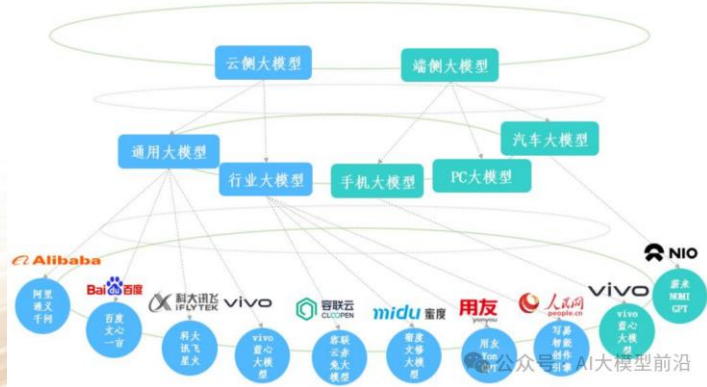 云侧大模型
端侧大模型
通用大模型
行业大模型
手机大模型
PC大模型
汽车大模型
Alibaba
阿里
通义
千问
Bai du 百度
百度
文心
一言
科大讯飞
iFLYTEK
科大
讯飞
星火
vivo
vivo
蓝心大
模型
容联云
CLOOPEN
容联
云赤
兔大
模型
midu 蜜度
蜜度
文修大
模型
用友
yonyou
用友
Yon
GPT
人民网
people.cn
写易
智能
创作
引擎
vivo
vivo
蓝心大
模型
NIO
蔚来
NOMI
GPT
公众号 · AI大模型前沿